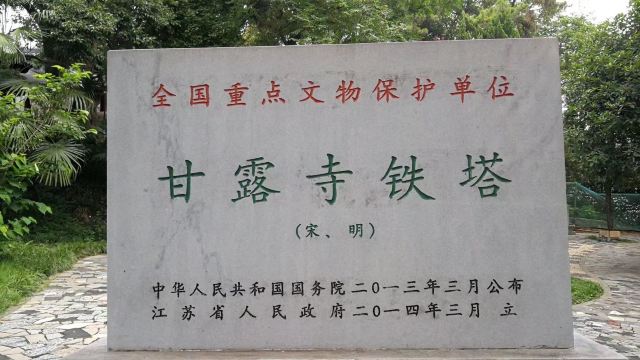 全国重点文物保护单位
甘露寺铁塔
(宋、明)
中华人民共和国国务院二〇一三年三月公布
江苏省人民政府二〇一四年三月 立